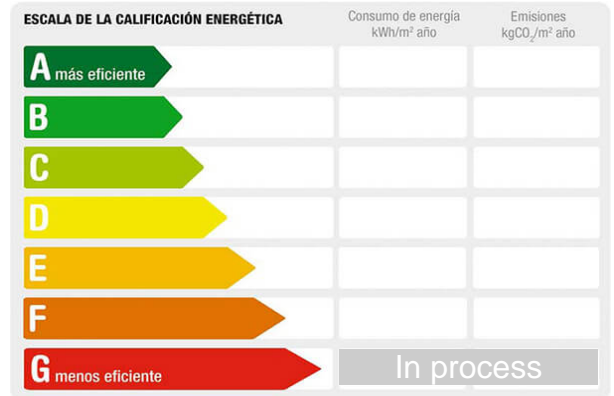 ESCALA DE LA CALIFICACIÓN ENERGÉTICA
Consumo de energía
kWh/m² año
Emisiones
kgCO₂/m² año
A más eficiente
B
C
D
E
F
G menos eficiente
In process